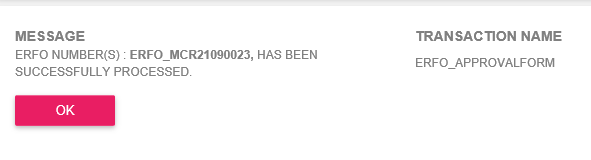 MESSAGE
ERFO NUMBER(S) : ERFO_MCR21090023, HAS BEEN
SUCCESSFULLY PROCESSED.
OK
TRANSACTION NAME
ERFO_APPROVALFORM